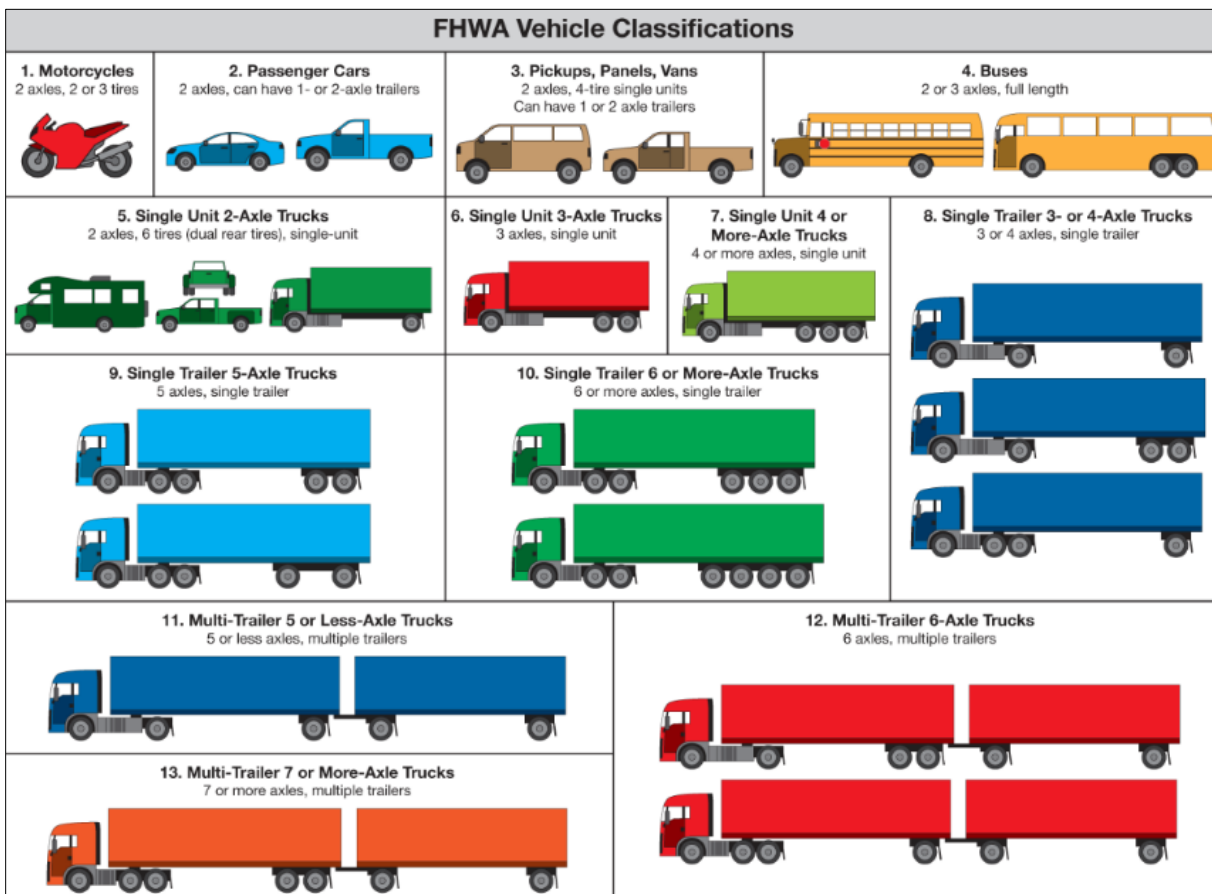 FHWA Vehicle Classifications
1. Motorcycles
2 axles, 2 or 3 tires
2. Passenger Cars
2 axles, can have 1- or 2-axle trailers
3. Pickups, Panels, Vans
2 axles, 4-tire single units
Can have 1 or 2 axle trailers
4. Buses
2 or 3 axles, full length
5. Single Unit 2-Axle Trucks
2 axles, 6 tires (dual rear tires), single-unit
6. Single Unit 3-Axle Trucks
3 axles, single unit
7. Single Unit 4 or
More-Axle Trucks
4 or more axles, single unit
8. Single Trailer 3- or 4-Axle Trucks
3 or 4 axles, single trailer
9. Single Trailer 5-Axle Trucks
5 axles, single trailer
10. Single Trailer 6 or More-Axle Trucks
6 or more axles, single trailer
11. Multi-Trailer 5 or Less-Axle Trucks
5 or less axles, multiple trailers
12. Multi-Trailer 6-Axle Trucks
6 axles, multiple trailers
13. Multi-Trailer 7 or More-Axle Trucks
7 or more axles, multiple trailers